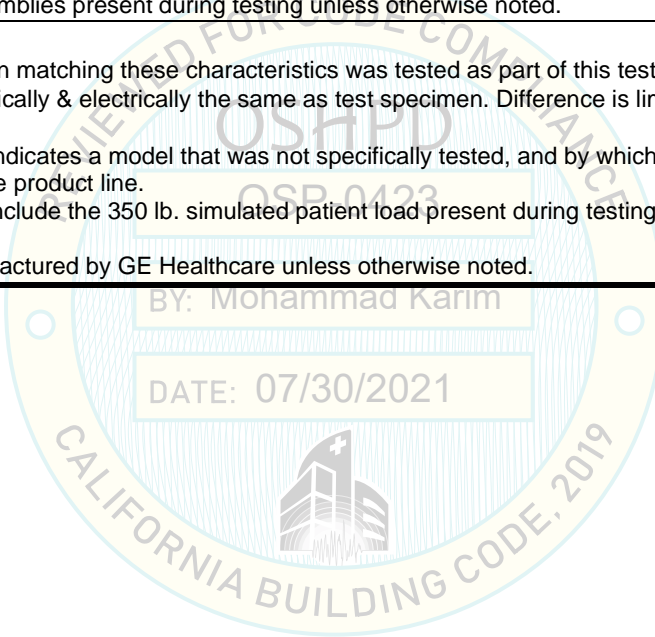 mblies present during testing unless otherwise noted.
REVIEWED FOR CODE COMPLIANCE
n matching these characteristics was tested as part of this test
ically & electrically the same as test specimen. Difference is lin
OSHPD
ndicates a model that was not specifically tested, and by which
e product line.
OSP-0423
nclude the 350 lb. simulated patient load present during testing
actured by GE Healthcare unless otherwise noted.
BY: Mohammad Karim
DATE: 07/30/2021
CALIFORNIA BUILDING CODE, 2019